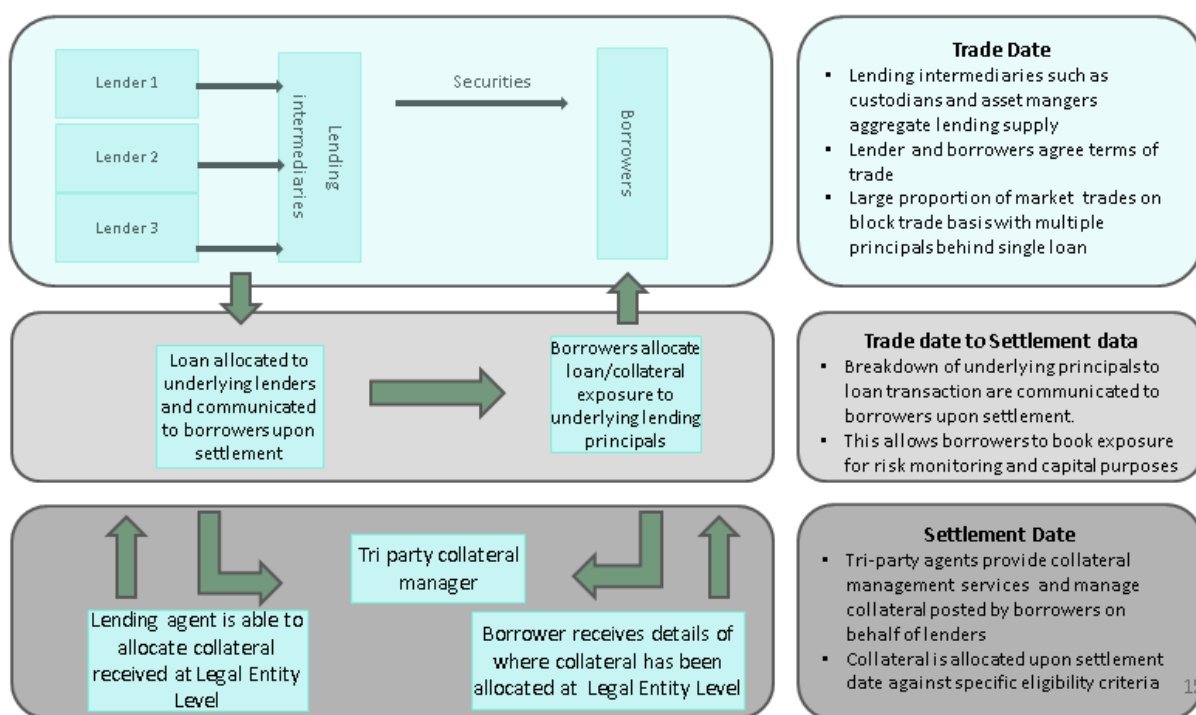 Lender 1
Lender 2
Lender 3
Lending
intermediaries
Securities
Borrowers
Trade Date
▪ Lending intermediaries such as
custodians and asset mangers
aggregate lending supply
▪ Lender and borrowers agree terms of
trade
▪ Large proportion of market trades on
block trade basis with multiple
principals behind single loan
Loan allocated to
underlying lenders
and communicated
to borrowers upon
settlement
Borrowers allocate
loan/collateral
exposure to
underlying lending
principals
Trade date to Settlement data
▪ Breakdown of underlying principals to
loan transaction are communicated to
borrowers upon settlement.
▪ This allows borrowers to book exposure
for risk monitoring and capital purposes
Tri party collateral
manager
Lending agent is able to
allocate collateral
received at Legal Entity
Level
Borrower receives details of
where collateral has been
allocated at Legal Entity Level
Settlement Date
▪ Tri-party agents provide collateral
management services and manage
collateral posted by borrowers on
behalf of lenders
▪ Collateral is allocated upon settlement
date against specific eligibility criteria